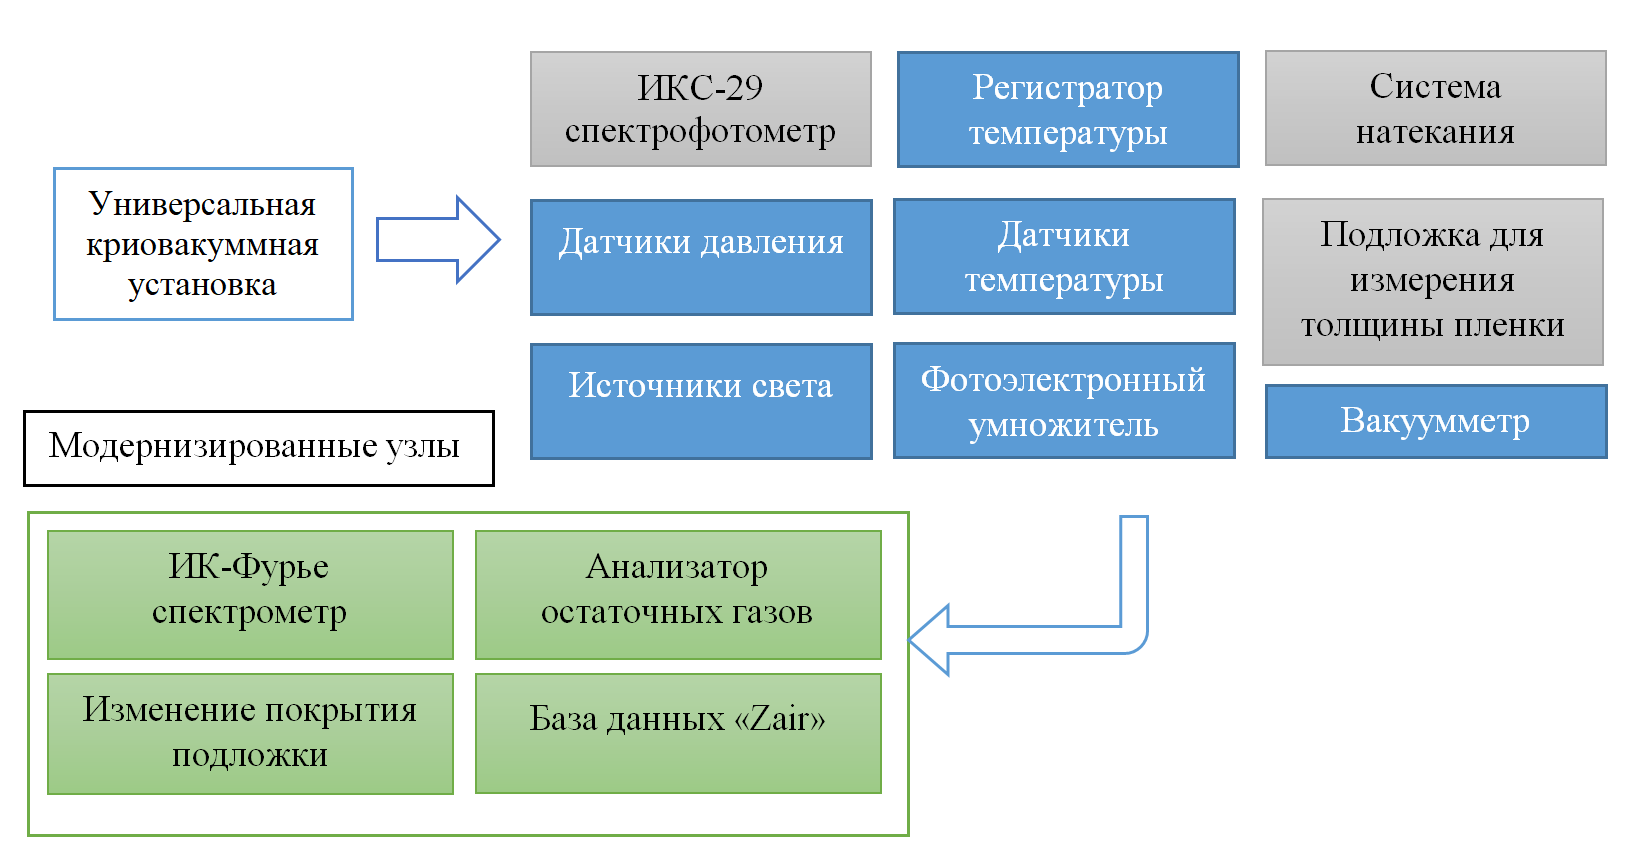 ИКС-29
спектрофотометр
Регистратор
температуры
Система
натекания
Универсальная
криовакуммная
установка
Датчики давления
Датчики
температуры
Подложка для
измерения
толщины пленки
Источники света
Фотоэлектронный
умножитель
Вакуумметр
Модернизированные узлы
ИК-Фурье
спектрометр
Анализатор
остаточных газов
Изменение покрытия
подложки
База данных «Zair»